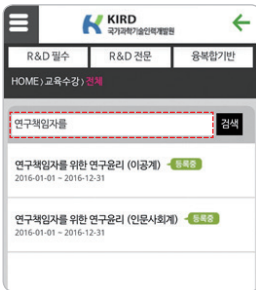 KIRD
국가과학기술인력개발원
R&D 필수 R&D 전문 융복합기반
HOME > 교육수강 > 전체
연구책임자를 검색
연구책임자를 위한 연구윤리 (이공계) 등록중
2016-01-01 ~ 2016-12-31
연구책임자를 위한 연구윤리 (인문사회계) 등록중
2016-01-01 ~ 2016-12-31